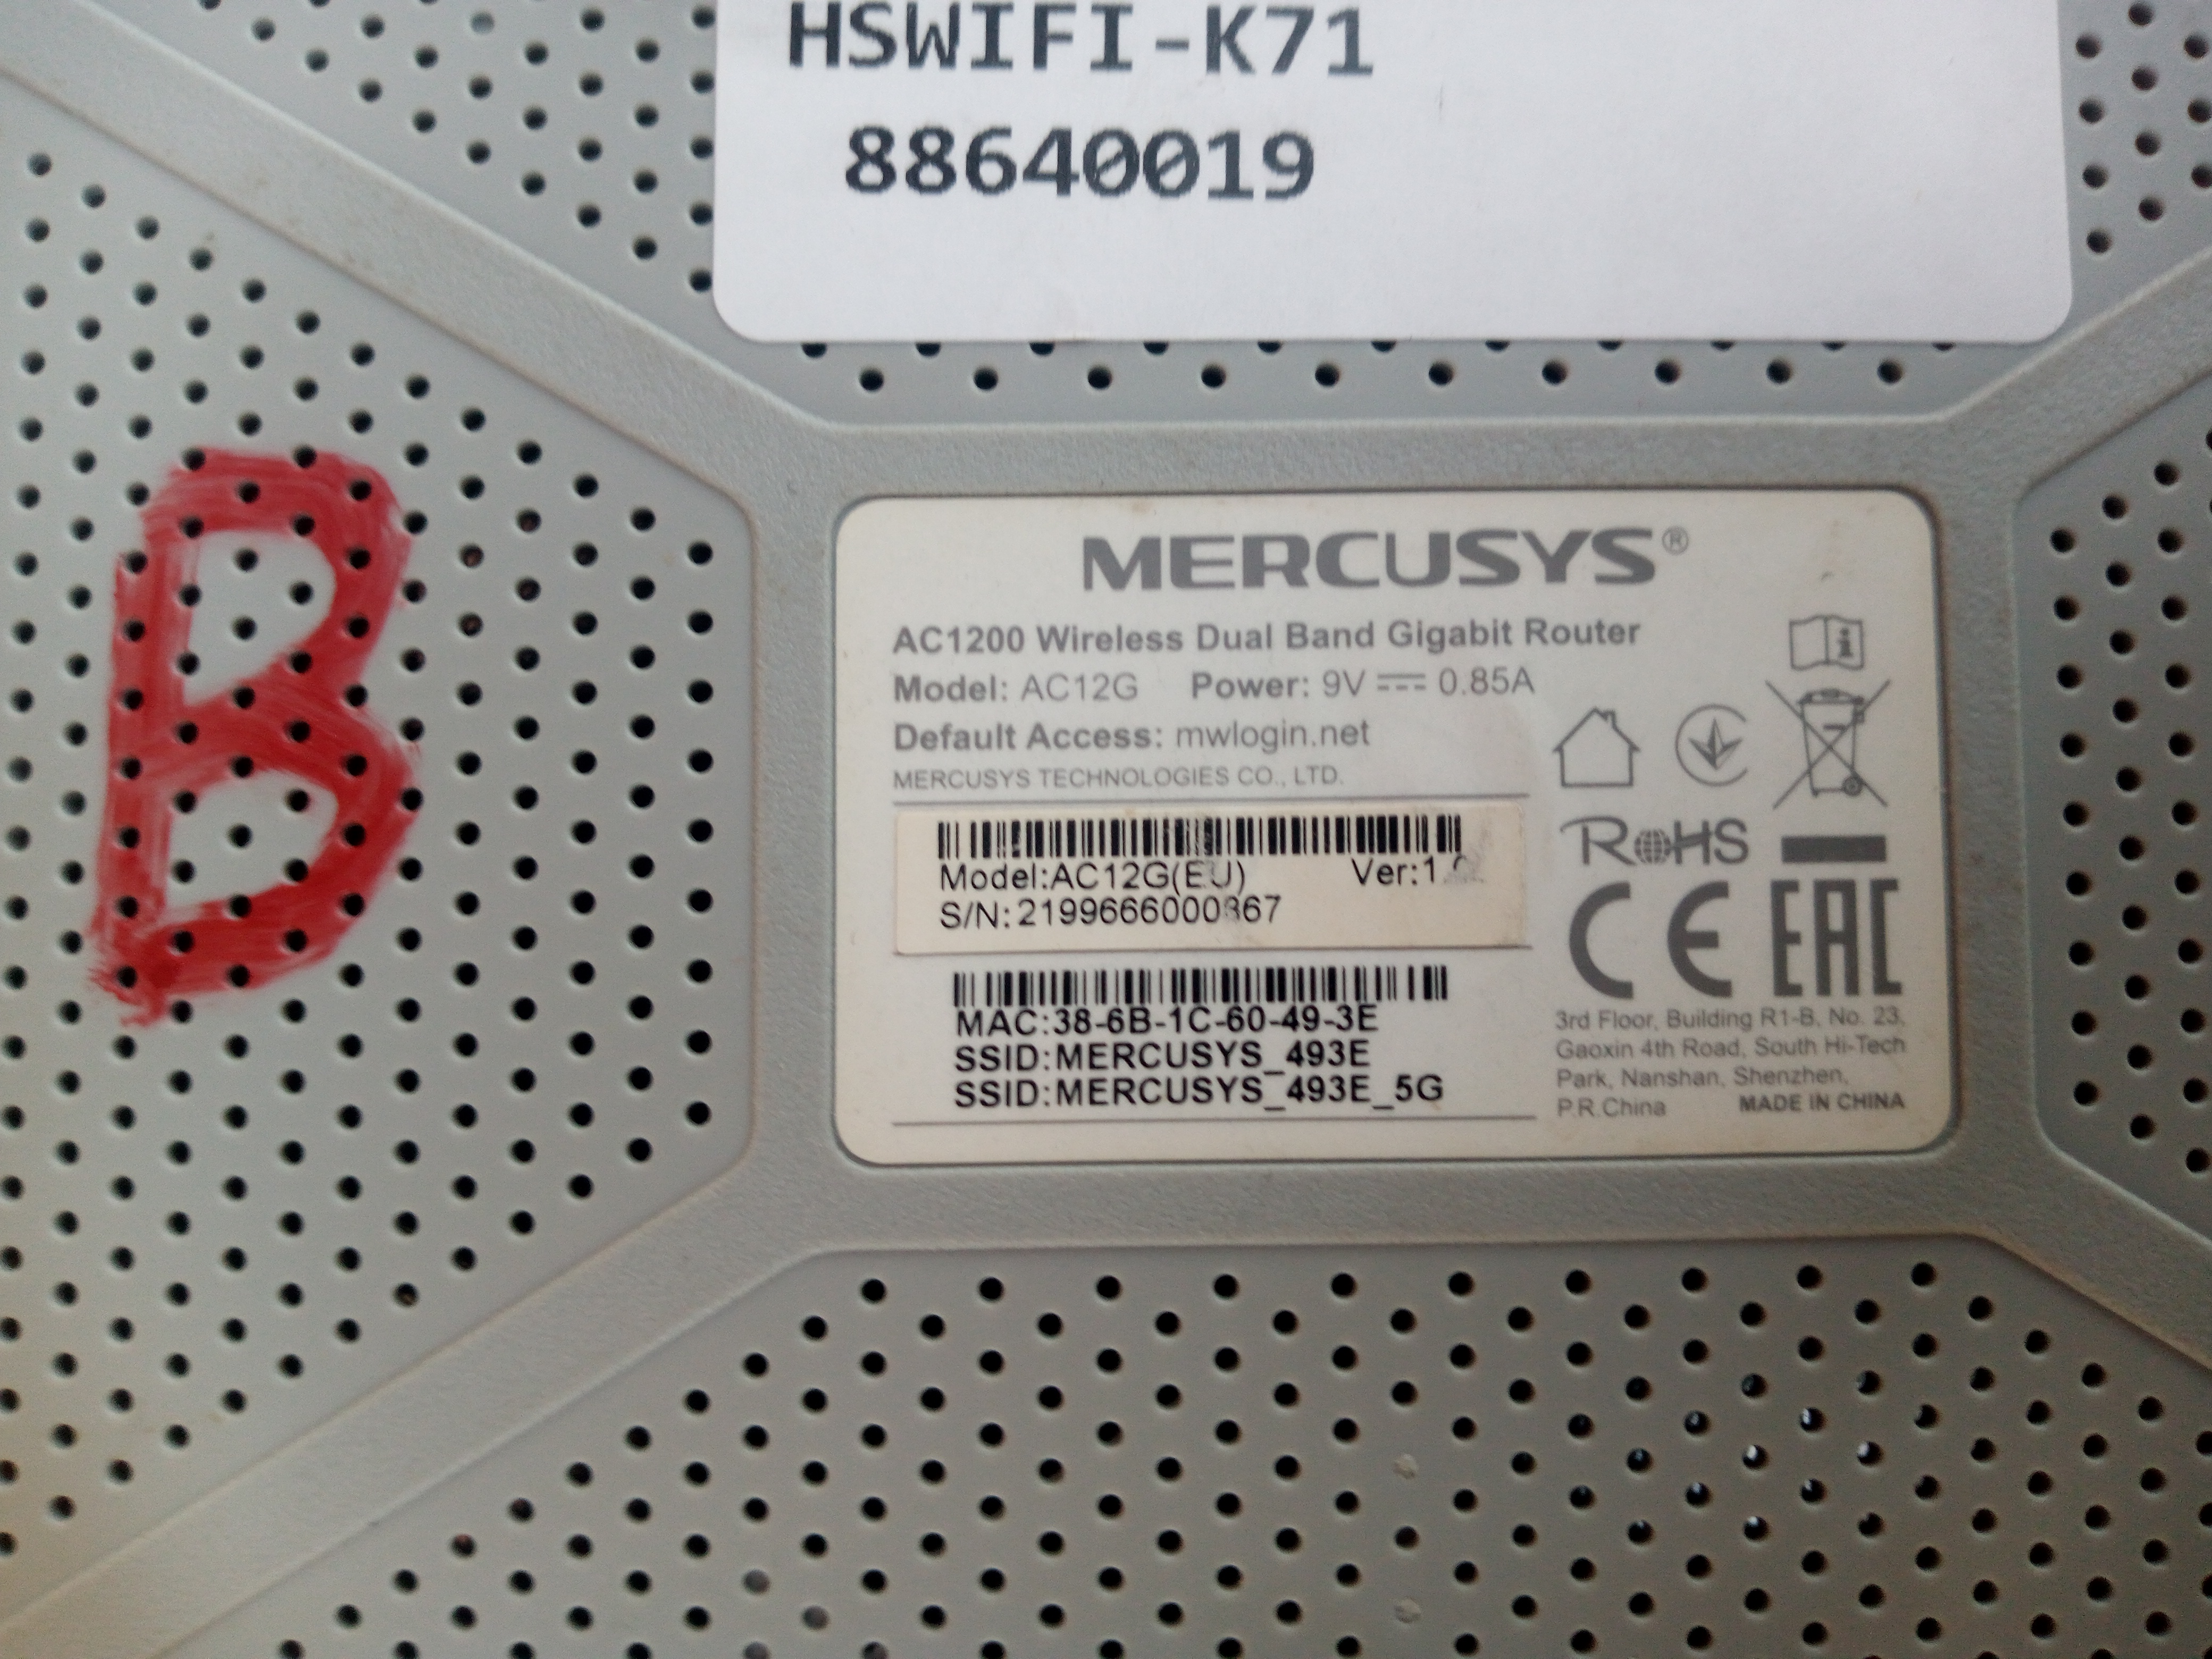 HSWIFI-K71
88640019
B
MERCUSYS®
AC1200 Wireless Dual Band Gigabit Router
Model: AC12G Power: 9V ⎓ 0.85A
Default Access: mwlogin.net
MERCUSYS TECHNOLOGIES CO., LTD.
Model:AC12G(EU)
S/N:
MAC:38-6B-1C-60-49-3E
SSID:MERCUSYS_493E
SSID:MERCUSYS_493E_5G
RoHS
CE EAC
3rd Floor, Building R1-B, No. 23,
Gaoxin 4th Road, South Hi-Tech
Park, Nanshan, Shenzhen,
P.R.China MADE IN CHINA